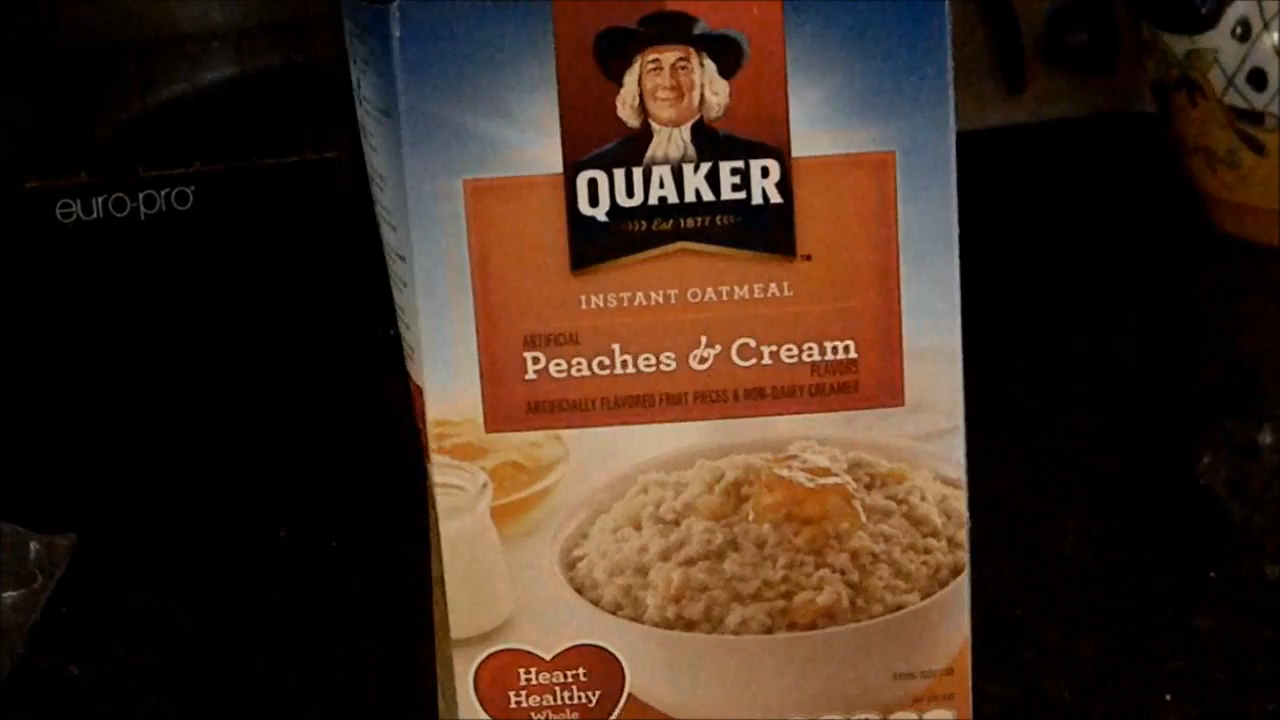 euro-pro
QUAKER
Est 1877
TM
INSTANT OATMEAL
ARTIFICIAL
Peaches & Cream
FLAVORS
ARTIFICIALLY FLAVORED FRUIT PIECES & NON-DAIRY CREAMER
Heart
Healthy
Whole